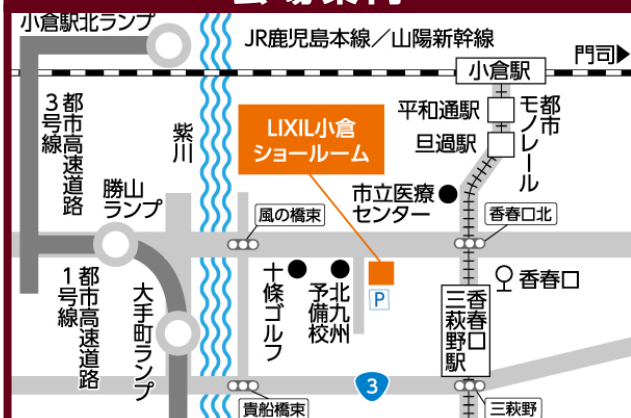 小倉駅北ランプ
JR鹿児島本線／山陽新幹線
門司▶
小倉駅
都市高速道路
3号線
紫川
LIXIL小倉
ショールーム
平和通駅
旦過駅
都市
モノレール
勝山
ランプ
市立医療
センター
風の橋東
香春口北
都市高速道路
1号線
大手町ランプ
十條ゴルフ
北九州
予備校
P
香春口
香春口
三萩野駅
3
貴船橋東
三萩野